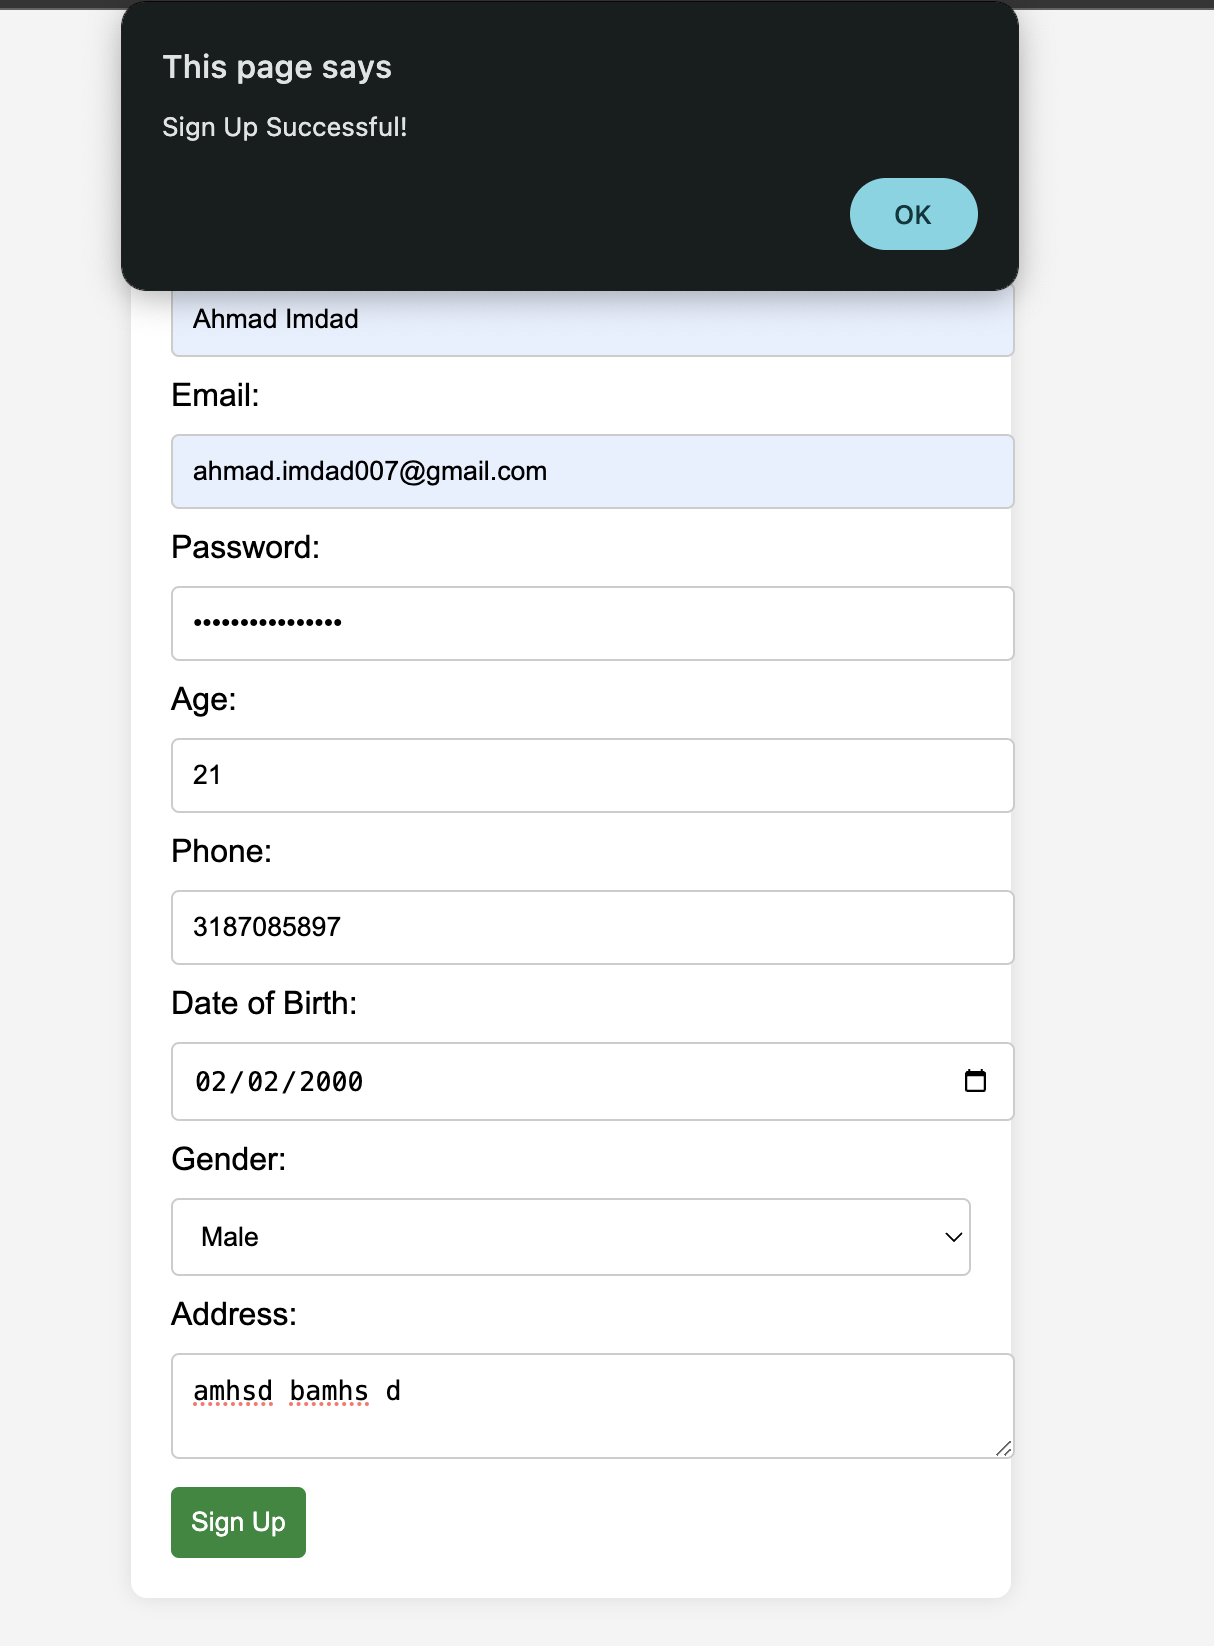 This page says
Sign Up Successful!
OK
Ahmad Imdad
Email:
ahmad.imdad007@gmail.com
Password:
••••••••••••••••
Age:
21
Phone:
3187085897
Date of Birth:
02/02/2000
Gender:
Male
Address:
amhsd bamhs d
Sign Up